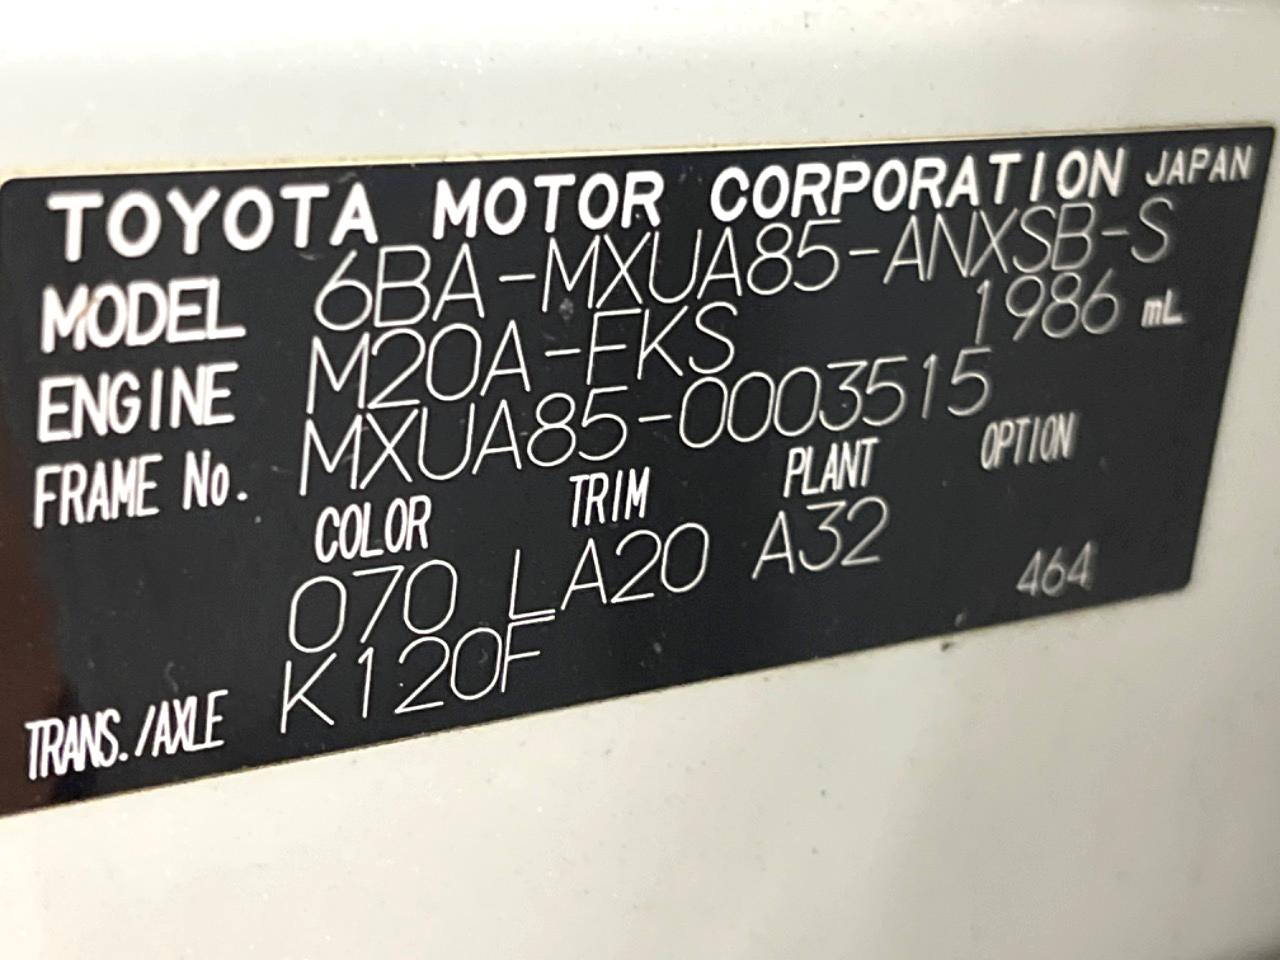 TOYOTA MOTOR CORPORATION JAPAN
MODEL 6BA-MXUA85-ANXSB-S
ENGINE M20A-FKS 1986 mL
FRAME No. MXUA85-0003515
COLOR TRIM PLANT OPTION
070 LA20 A32
TRANS./AXLE K120F 464